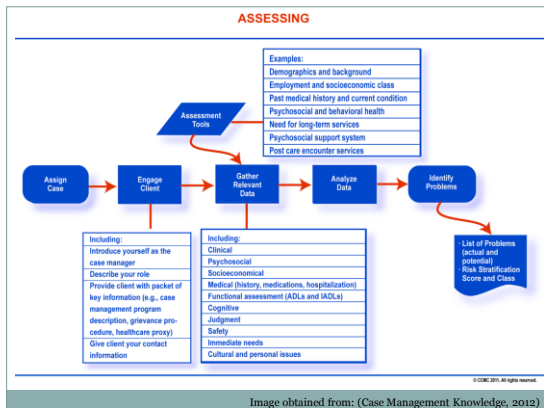 ASSESSING
Examples:
Demographics and background
Employment and socioeconomic class
Past medical history and current condition
Psychosocial and behavioral health
Need for long-term services
Psychosocial support system
Post care encounter services
Assessment
Tools
Assign
Case
Engage
Client
Gather
Relevant
Data
Analyze
Data
Identify
Problems
Including:
Introduce yourself as the
case manager
Describe your role
Provide client with packet of
key information (e.g., case
management program
description, grievance pro-
cedure, healthcare proxy)
Give client your contact
information
Including:
Clinical
Psychosocial
Socioeconomical
Medical (history, medications, hospitalization)
Functional assessment (ADLs and IADLs)
Cognitive
Judgment
Safety
Immediate needs
Cultural and personal issues
· List of Problems
(actual and
potential)
· Risk Stratification
Score and Class
© CCMC 2011. All rights reserved.
Image obtained from: (Case Management Knowledge, 2012)